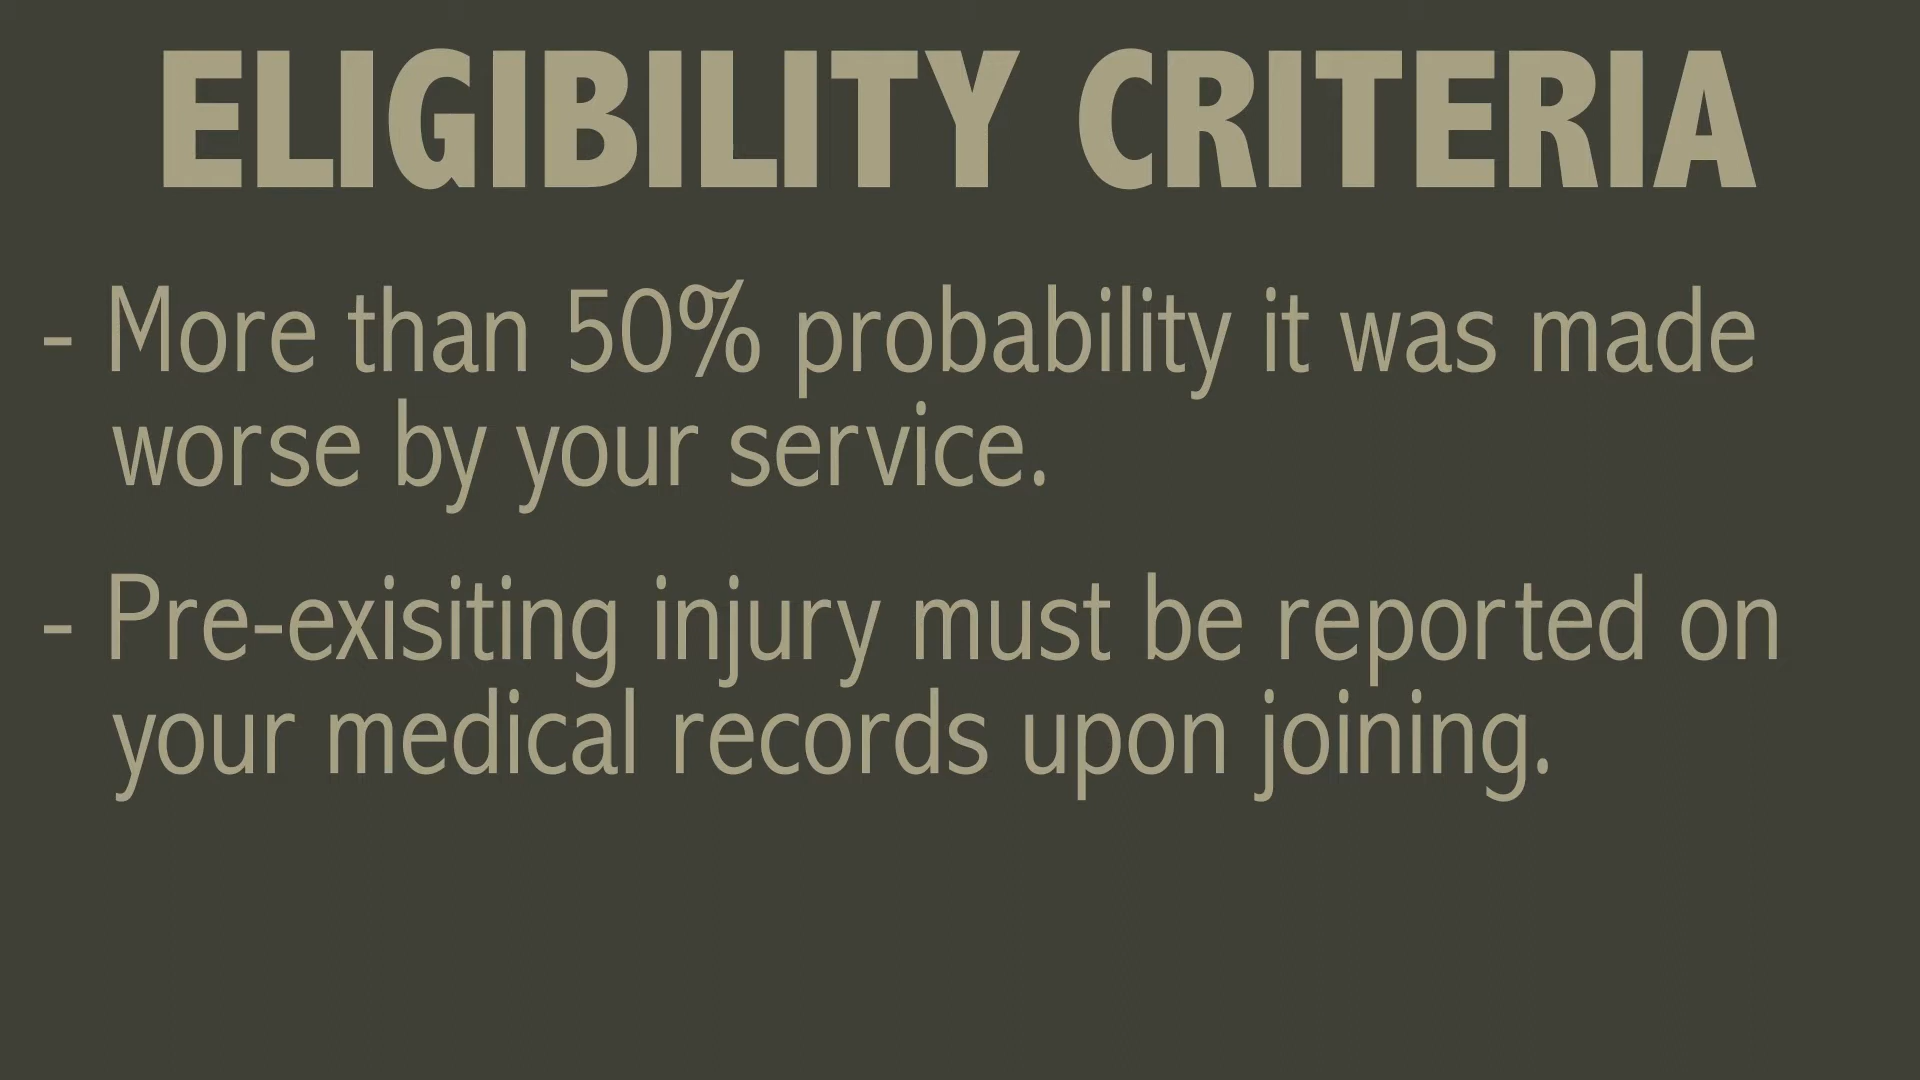 ELIGIBILITY CRITERIA
- More than 50% probability it was made
worse by your service.
- Pre-exisiting injury must be reported on
your medical records upon joining.